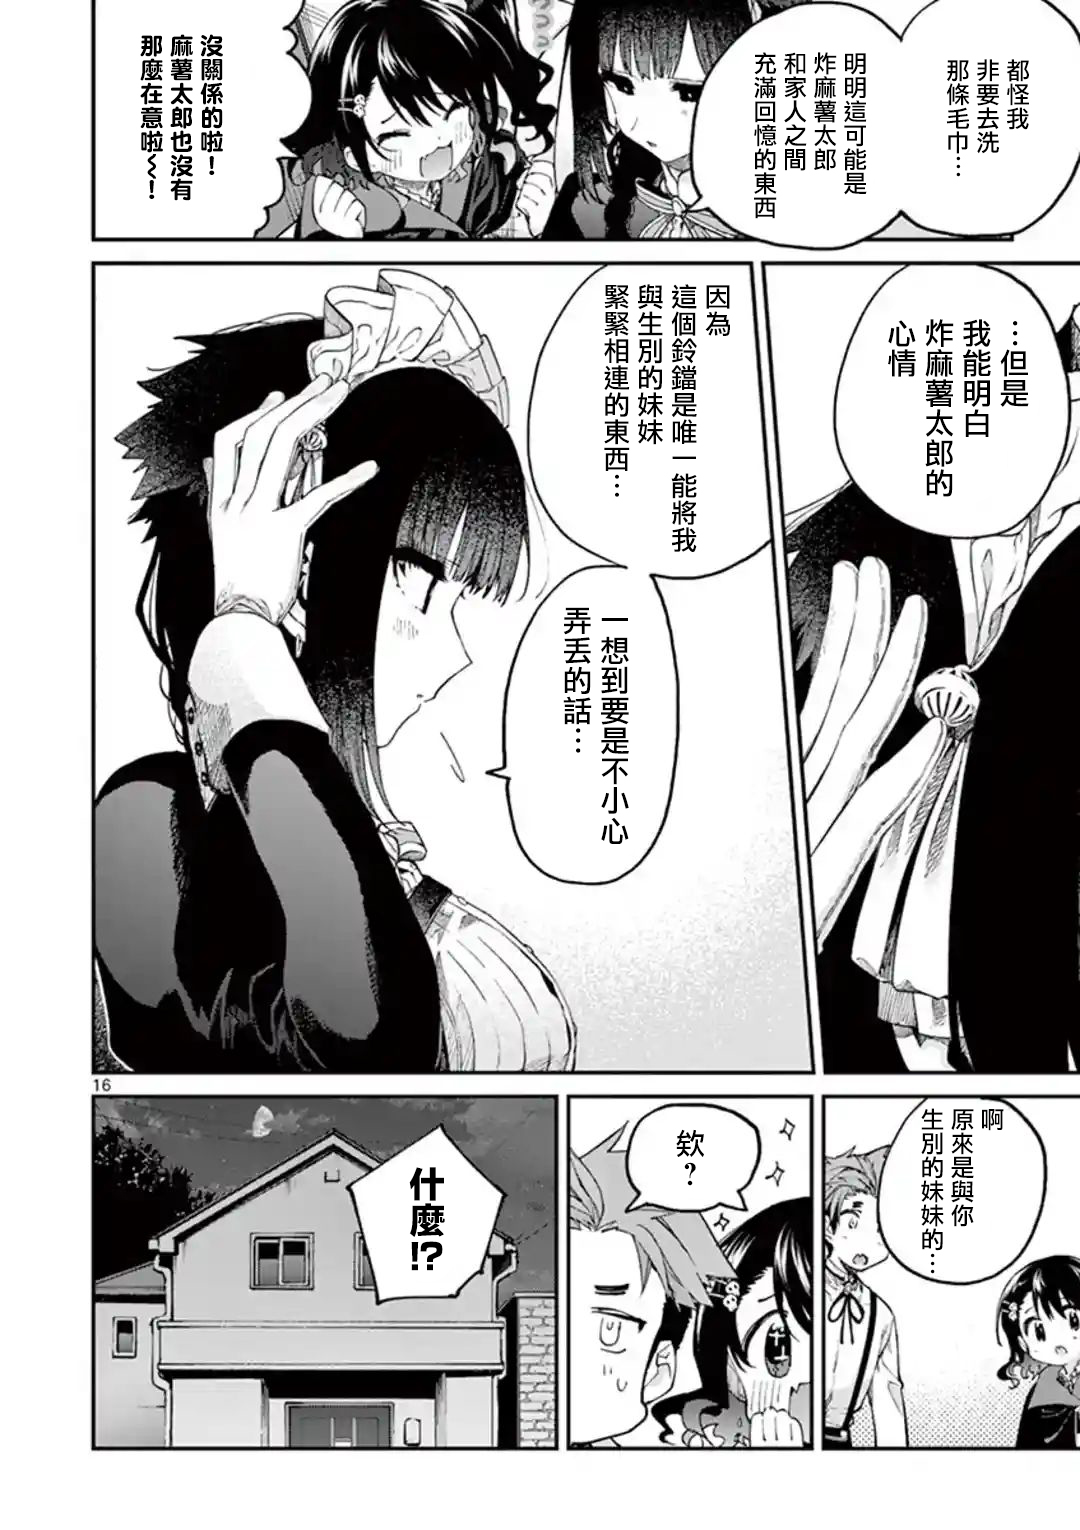 都怪我
非要去洗
那條毛巾…
明明這可能是
炸麻薯太郎
和家人之間
充滿回憶的東西
沒關係的啦！
麻薯太郎也沒有
那麼在意啦~！
…但是
我能明白
炸麻薯太郎的
心情
因為
這個鈴鐺是唯一能將我
與生別的妹妹
緊緊相連的東西…
一想到要是不小心
弄丟的話…
16
啊
原來是與你
生別的妹妹的…
欸？
什麼!?